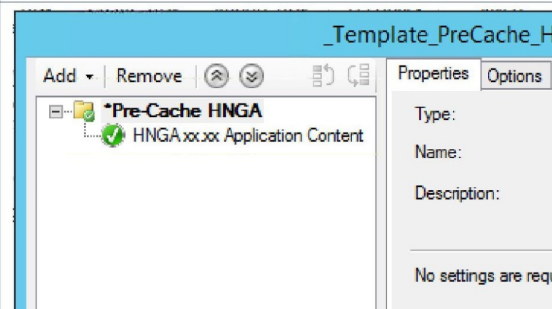 _Template_PreCache_H
Add Remove
Properties Options
*Pre-Cache HNGA
HNGA xx.xx Application Content
Type:
Name:
Description:
No settings are requ